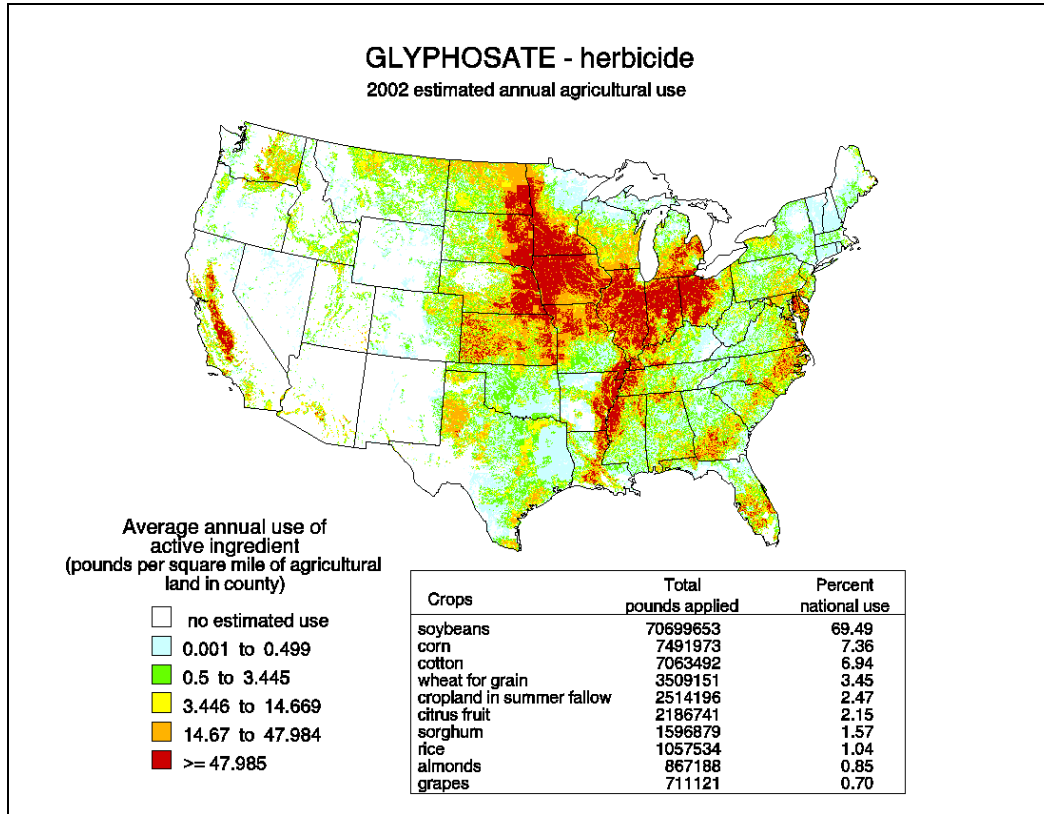 GLYPHOSATE - herbicide
2002 estimated annual agricultural use
Average annual use of
active ingredient
(pounds per square mile of agricultural
land in county)
no estimated use
0.001 to 0.499
0.5 to 3.445
3.446 to 14.669
14.67 to 47.984
>= 47.985
Crops Total pounds applied Percent national use
soybeans 70699653 69.49
corn 7491973 7.36
cotton 7063492 6.94
wheat for grain 3509151 3.45
cropland in summer fallow 2514196 2.47
citrus fruit 2186741 2.15
sorghum 1596879 1.57
rice 1057534 1.04
almonds 867188 0.85
grapes 711121 0.70